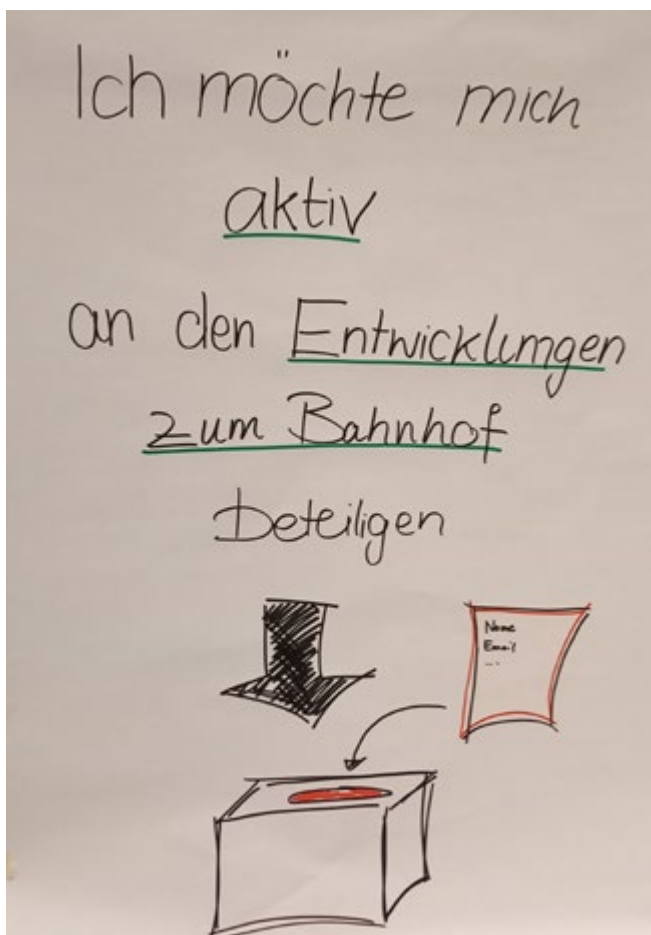 Ich möchte mich
aktiv
an den Entwicklungen
zum Bahnhof
beteiligen
Name
Email
...